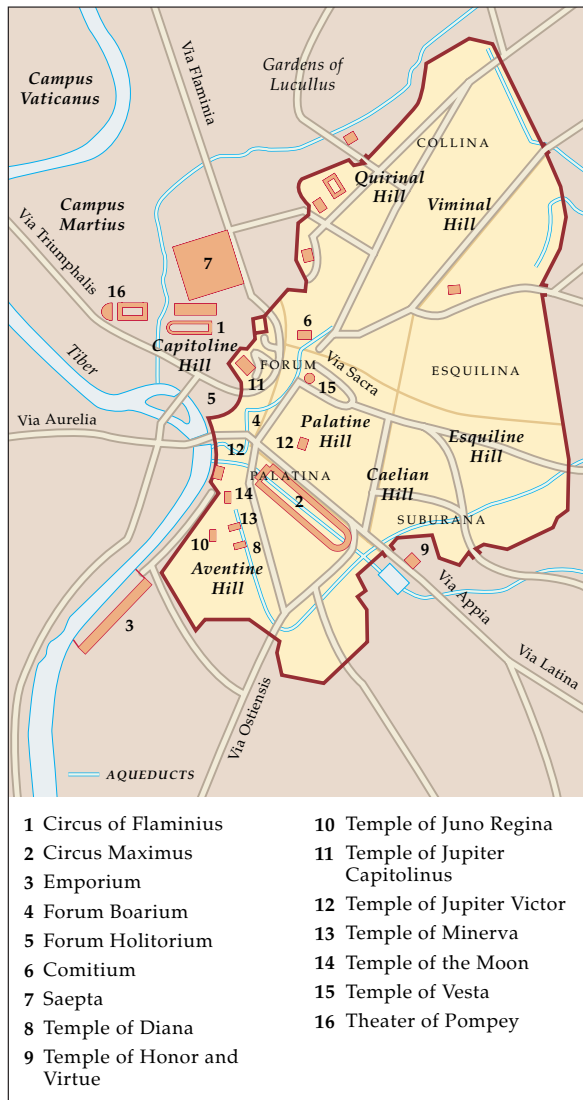 Campus
Vaticanus
Via Flaminia
Gardens of
Lucullus
COLLINA
Quirinal
Hill
Viminal
Hill
Campus
Martius
Via Triumphalis
7
16
1
6
Capitoline
Hill
Tiber
FORUM
Via Sacra
11
15
ESQUILINA
5
4
Via Aurelia
Palatine
Hill
12
12
Esquiline
Hill
PALATINA
Caelian
Hill
14
2
SUBURANA
13
10
8
9
Aventine
Hill
Via Appia
3
Via Latina
Via Ostiensis
AQUEDUCTS
1 Circus of Flaminius
2 Circus Maximus
3 Emporium
4 Forum Boarium
5 Forum Holitorium
6 Comitium
7 Saepta
8 Temple of Diana
9 Temple of Honor and
Virtue
10 Temple of Juno Regina
11 Temple of Jupiter
Capitolinus
12 Temple of Jupiter Victor
13 Temple of Minerva
14 Temple of the Moon
15 Temple of Vesta
16 Theater of Pompey